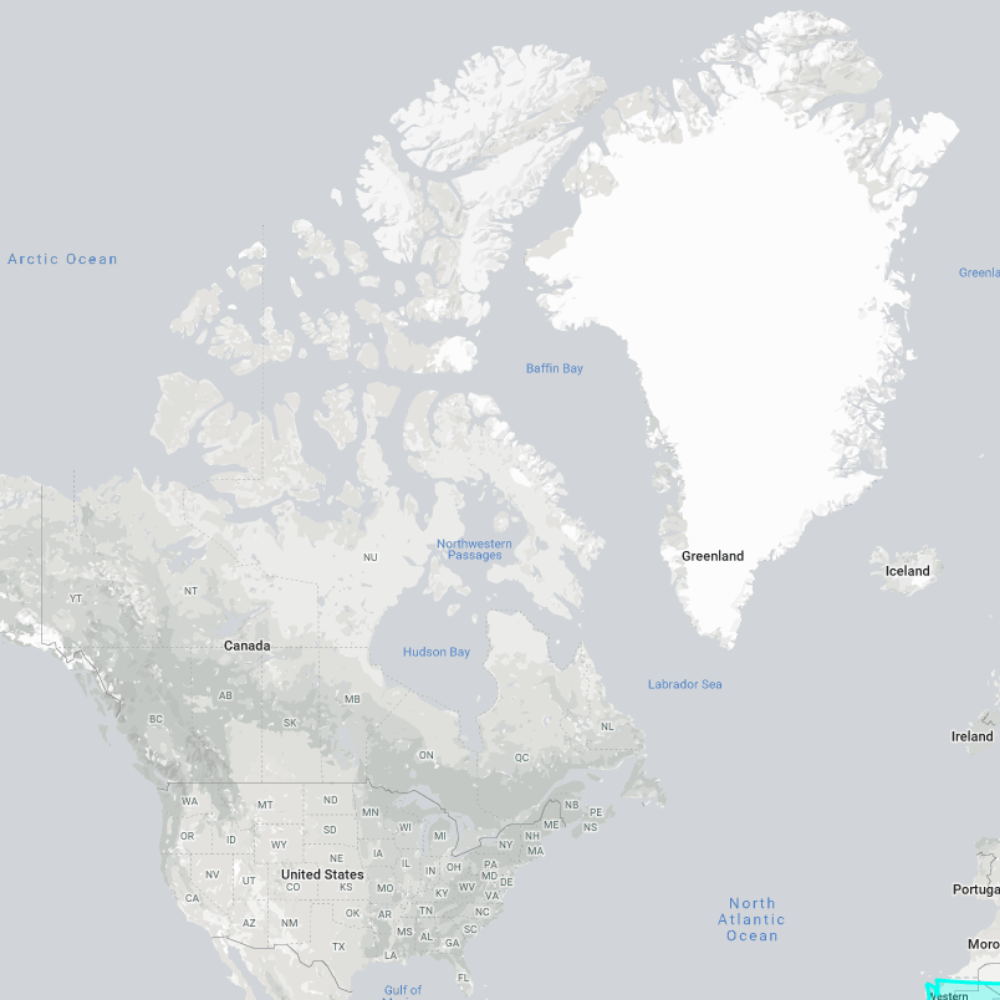 Arctic Ocean
Greenla
Baffin Bay
Northwestern
Passages
NU
Greenland
Iceland
NT
YT
Canada
Hudson Bay
Labrador Sea
AB
MB
BC
SK
NL
Ireland
ON
QC
WA
MT
ND
MN
NB
PE
NS
ME
OR
ID
SD
WI
MI
NH
WY
NY
MA
NE
IA
IL
IN
OH
PA
MD
NV
UT
United States
DE
CO
KS
MO
KY
WV
VA
CA
Portuga
AZ
NM
OK
AR
TN
NC
North
Atlantic
Ocean
TX
MS
AL
GA
SC
LA
Moro
FL
Gulf of
Western